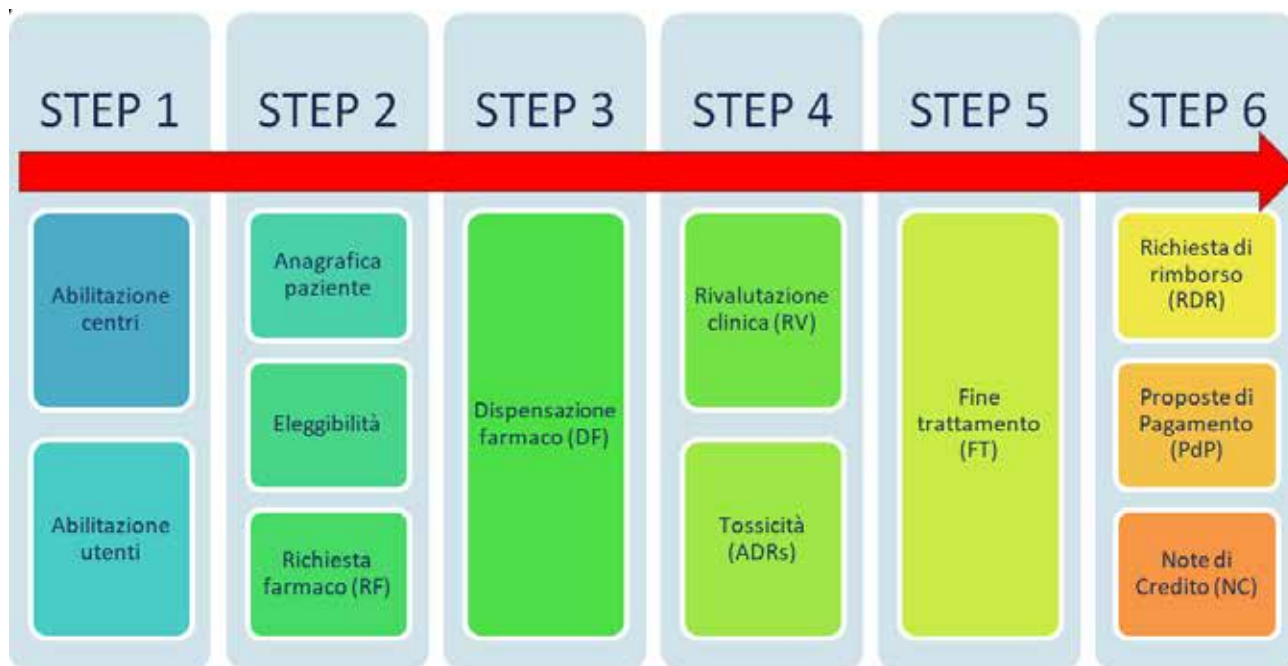 STEP 1
STEP 2
STEP 3
STEP 4
STEP 5
STEP 6
Abilitazione
centri
Abilitazione
utenti
Anagrafica
paziente
Eleggibilità
Richiesta
farmaco (RF)
Dispensazione
farmaco (DF)
Rivalutazione
clinica (RV)
Tossicità
(ADRs)
Fine
trattamento
(FT)
Richiesta di
rimborso
(RDR)
Proposte di
Pagamento
(PdP)
Note di
Credito (NC)